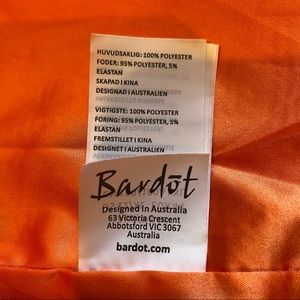 HUVUDSAKLIG: 100% POLYESTER
FODER: 95% POLYESTER, 5%
ELASTAN
SKAPAD I KINA
DESIGNAD I AUSTRALIEN
VIGTIGSTE: 100% POLYESTER
FORING: 95% POLYESTER, 5%
ELASTAN
FREMSTILLET I KINA
DESIGNET I AUSTRALIEN
Bardōt
Designed in Australia
63 Victoria Crescent
Abbotsford VIC 3067
Australia
bardot.com